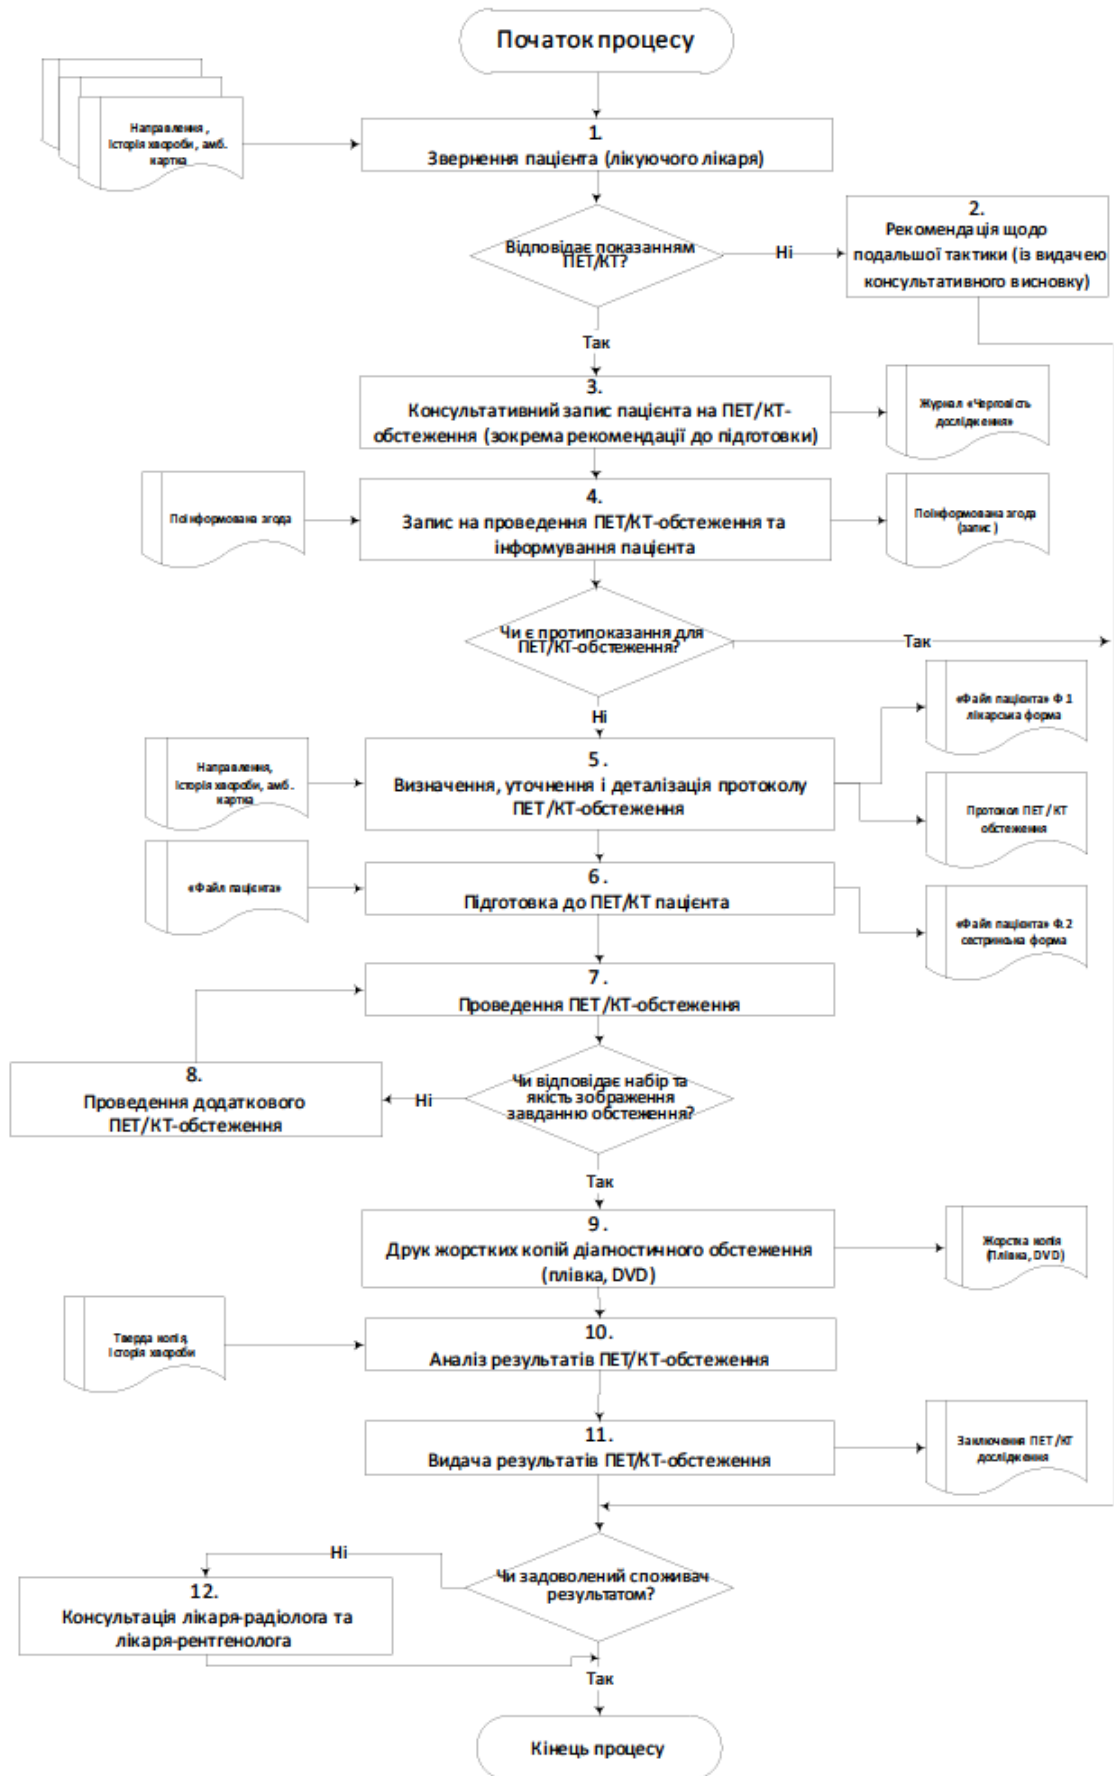 Початок процесу
Направлення,
Історія хвороби, амб.
картка
1.
Звернення пацієнта (лікуючого лікаря)
2.
Рекомендація щодо
подальшої тактики (із видачею
консультативного висновку)
Відповідає показанням
ПЕТ/КТ?
Ні
Так
3.
Консультативний запис пацієнта на ПЕТ/КТ-
обстеження (зокрема рекомендації до підготовки)
Журнал «Черговість
дослідження»
Поінформована згода
4.
Запис на проведення ПЕТ/КТ-обстеження та
інформування пацієнта
Поінформована згода
(запис)
Чи є протипоказання для
ПЕТ/КТ-обстеження?
Так
Ні
«Файл пацієнта» Ф.1
лікарська форма
Направлення,
Історія хвороби, амб.
картка
5.
Визначення, уточнення і деталізація протоколу
ПЕТ/КТ-обстеження
Протокол ПЕТ/КТ
обстеження
«Файл пацієнта»
6.
Підготовка до ПЕТ/КТ пацієнта
«Файл пацієнта» Ф.2
сестринська форма
7.
Проведення ПЕТ/КТ-обстеження
8.
Проведення додаткового
ПЕТ/КТ-обстеження
Ні
Чи відповідає набір та
якість зображення
завданню обстеження?
Так
9.
Друк жорстких копій діагностичного обстеження
(плівка, DVD)
Жорстка копія
(Плівка, DVD)
Тверда копія,
Історія хвороби
10.
Аналіз результатів ПЕТ/КТ-обстеження
11.
Видача результатів ПЕТ/КТ-обстеження
Заключення ПЕТ/КТ
дослідження
Ні
Чи задоволений споживач
результатом?
12.
Консультація лікаря-радіолога та
лікаря-рентгенолога
Так
Кінець процесу